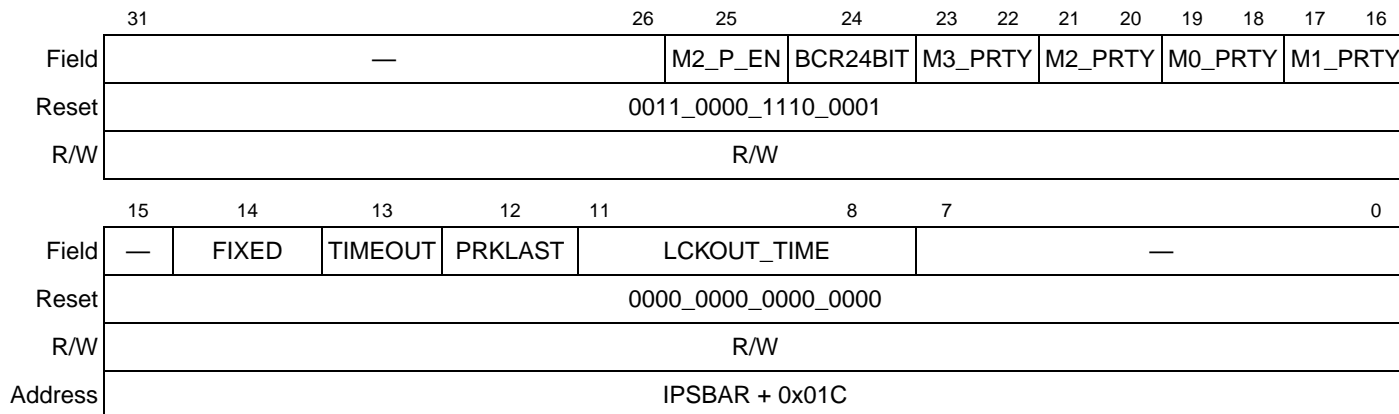 31 26 25 24 23 22 21 20 19 18 17 16
Field — M2_P_EN BCR24BIT M3_PRTY M2_PRTY M0_PRTY M1_PRTY
Reset 0011_0000_1110_0001
R/W R/W
15 14 13 12 11 8 7 0
Field — FIXED TIMEOUT PRKLAST LCKOUT_TIME —
Reset 0000_0000_0000_0000
R/W R/W
Address IPSBAR + 0x01C